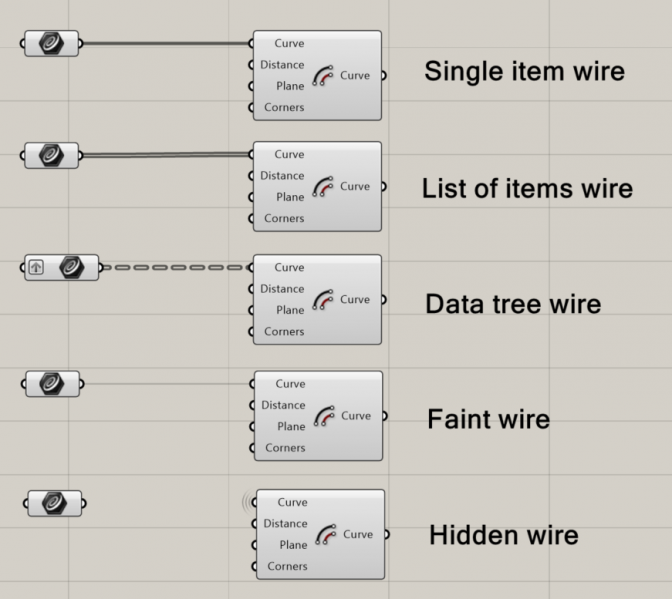 Curve
Distance
Plane
Corners
Curve
Single item wire
Curve
Distance
Plane
Corners
Curve
List of items wire
Curve
Distance
Plane
Corners
Curve
Data tree wire
Curve
Distance
Plane
Corners
Curve
Faint wire
Curve
Distance
Plane
Corners
Curve
Hidden wire